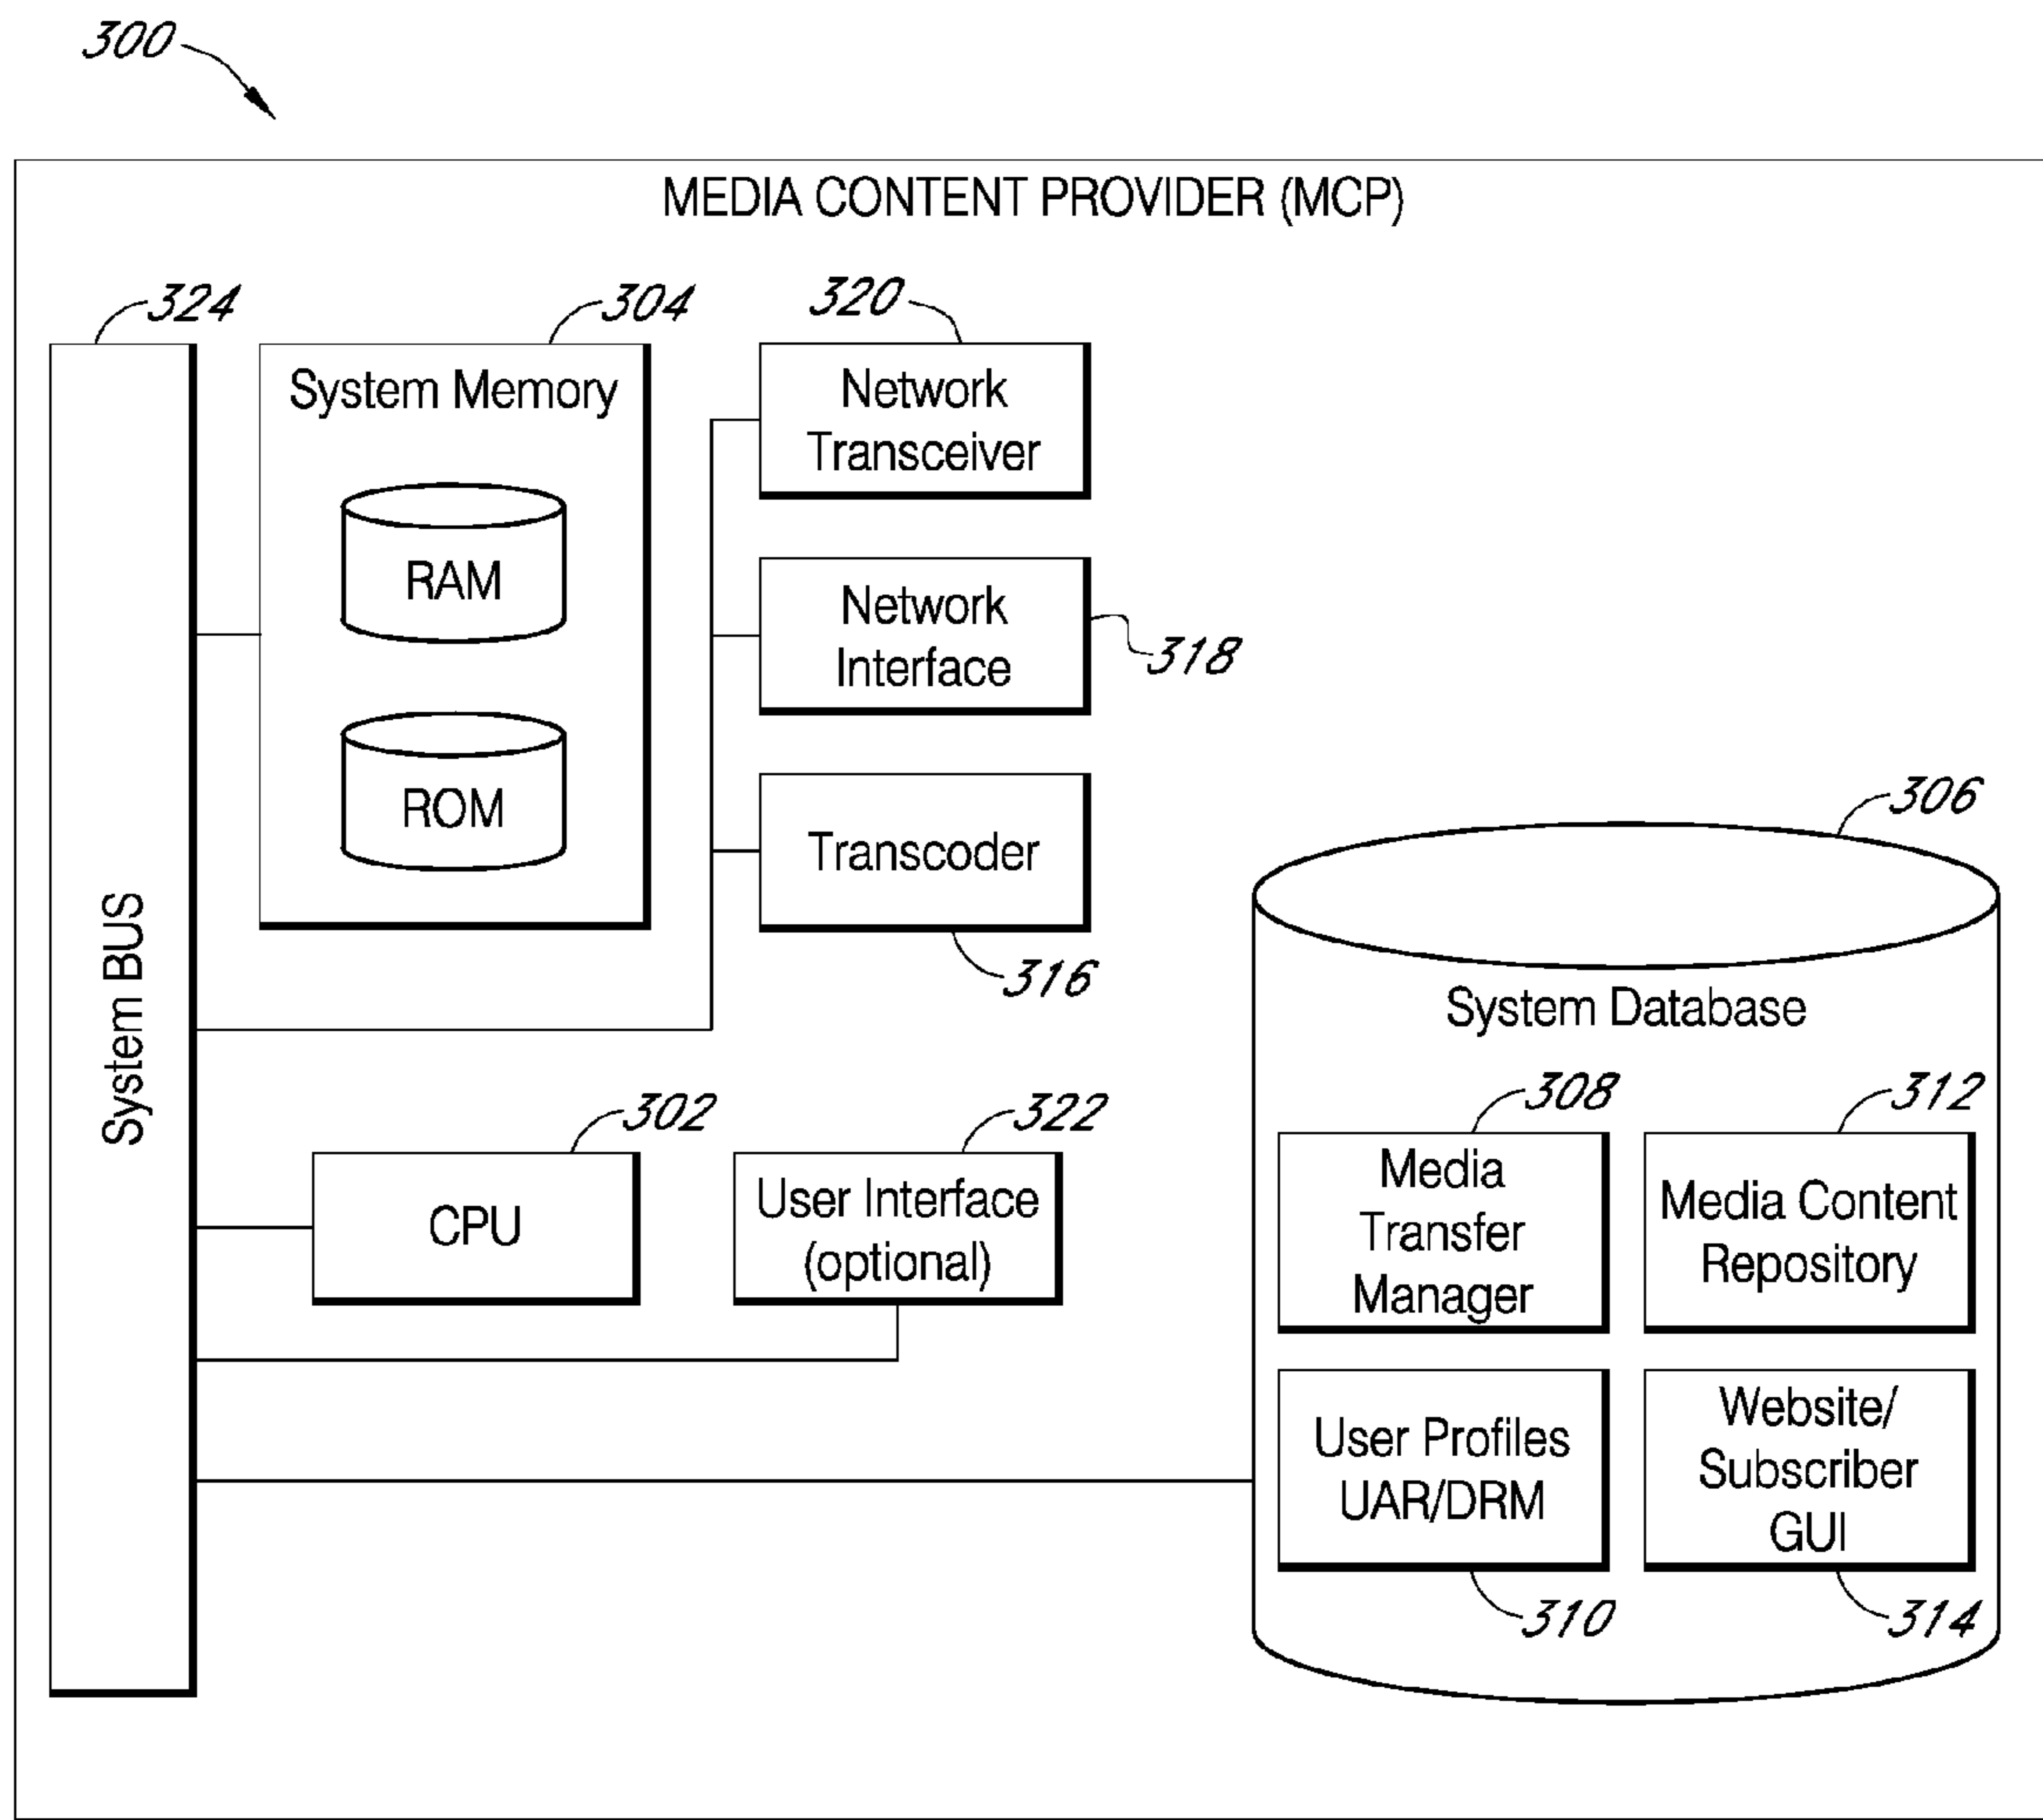 300
MEDIA CONTENT PROVIDER (MCP)
324
304
320
System BUS
System Memory
RAM
ROM
Network
Transceiver
Network
Interface
318
Transcoder
316
302
CPU
322
User Interface
(optional)
306
System Database
308
Media
Transfer
Manager
312
Media Content
Repository
User Profiles
UAR/DRM
310
Website/
Subscriber
GUI
314